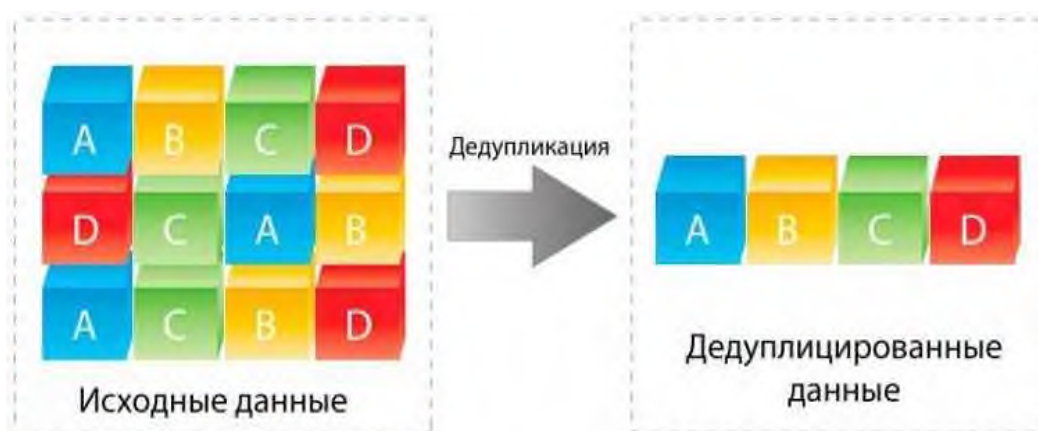 A B C D
Дедупликация
D C A B
A B C D
A C B D
Дедуплицированные
данные
Исходные данные